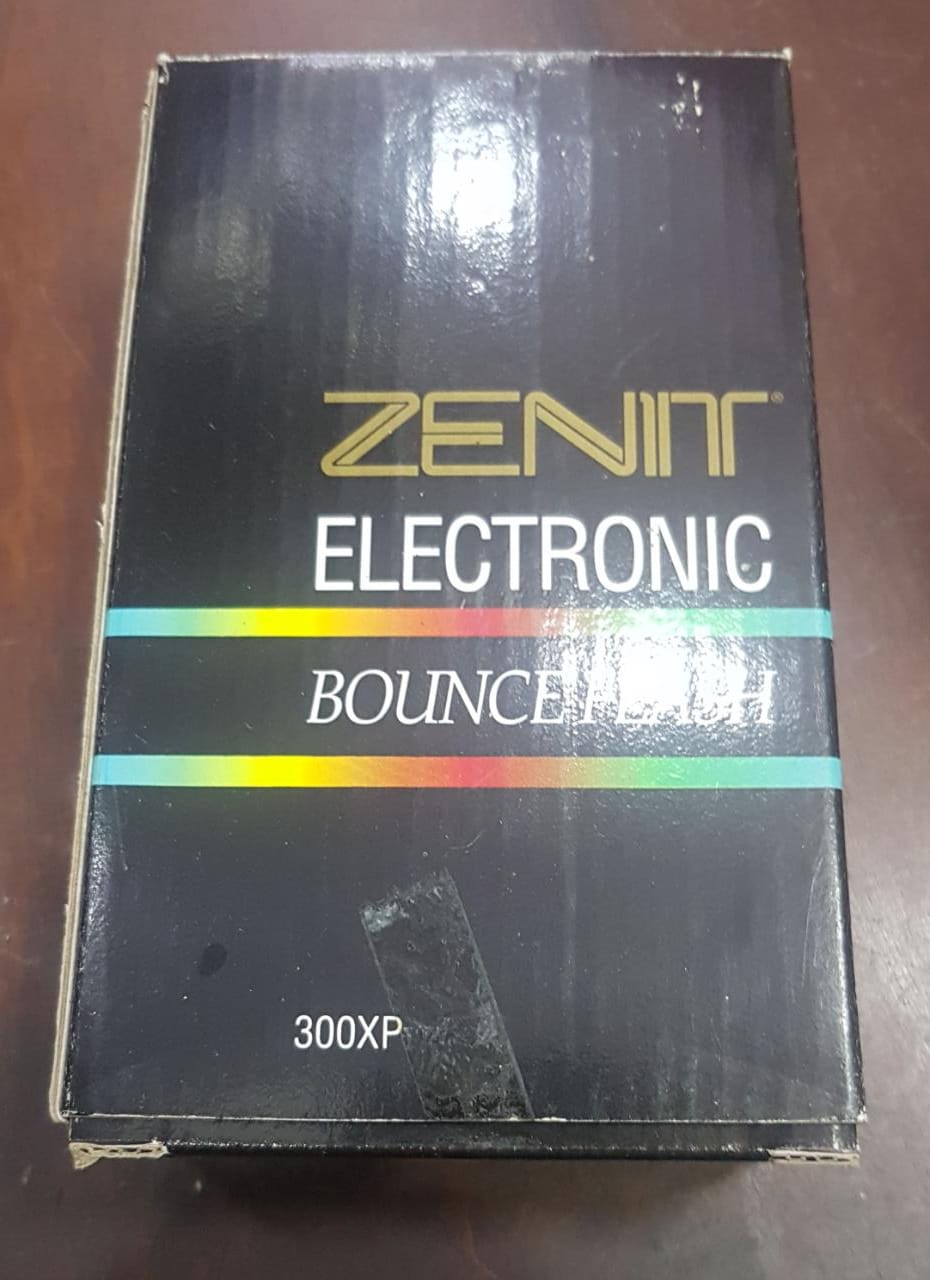 ZENIT®
ELECTRONIC
BOUNCE FLASH
300XP